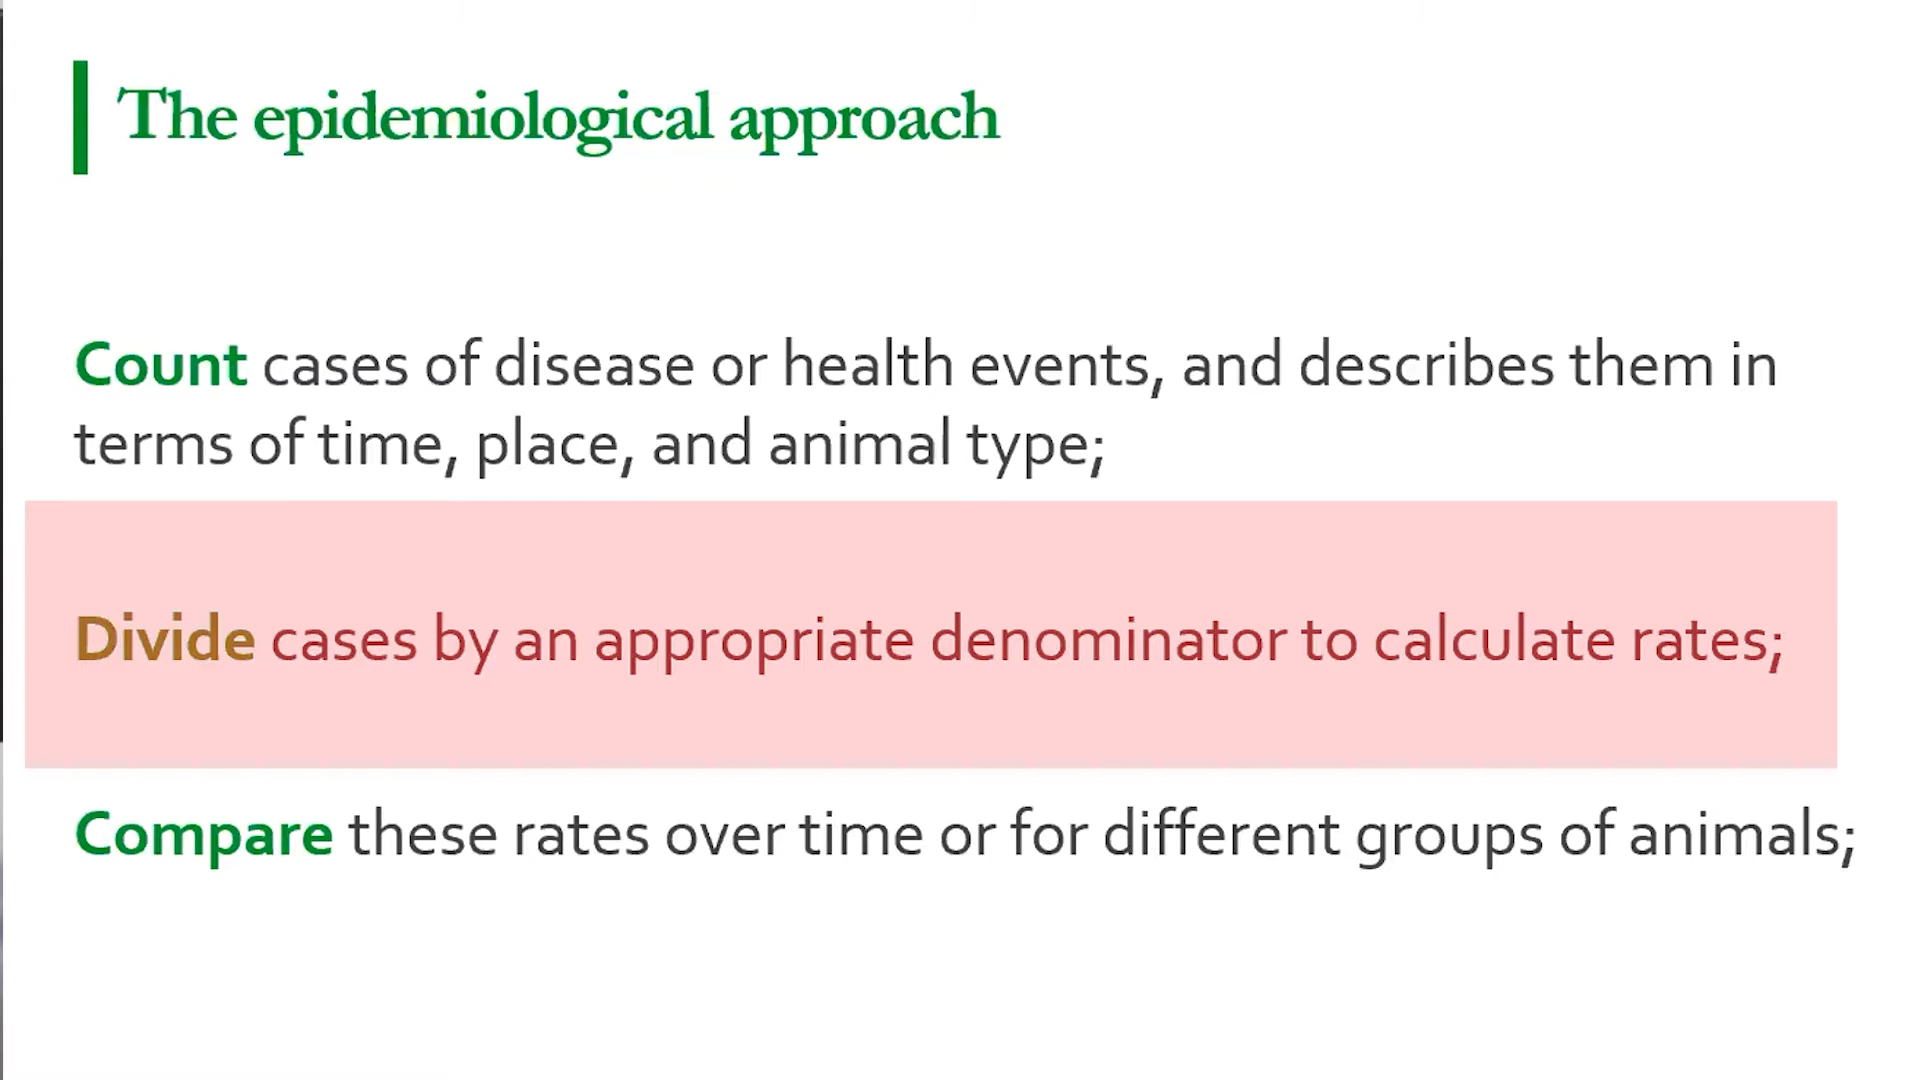 The epidemiological approach
Count cases of disease or health events, and describes them in
terms of time, place, and animal type;
Divide cases by an appropriate denominator to calculate rates;
Compare these rates over time or for different groups of animals;